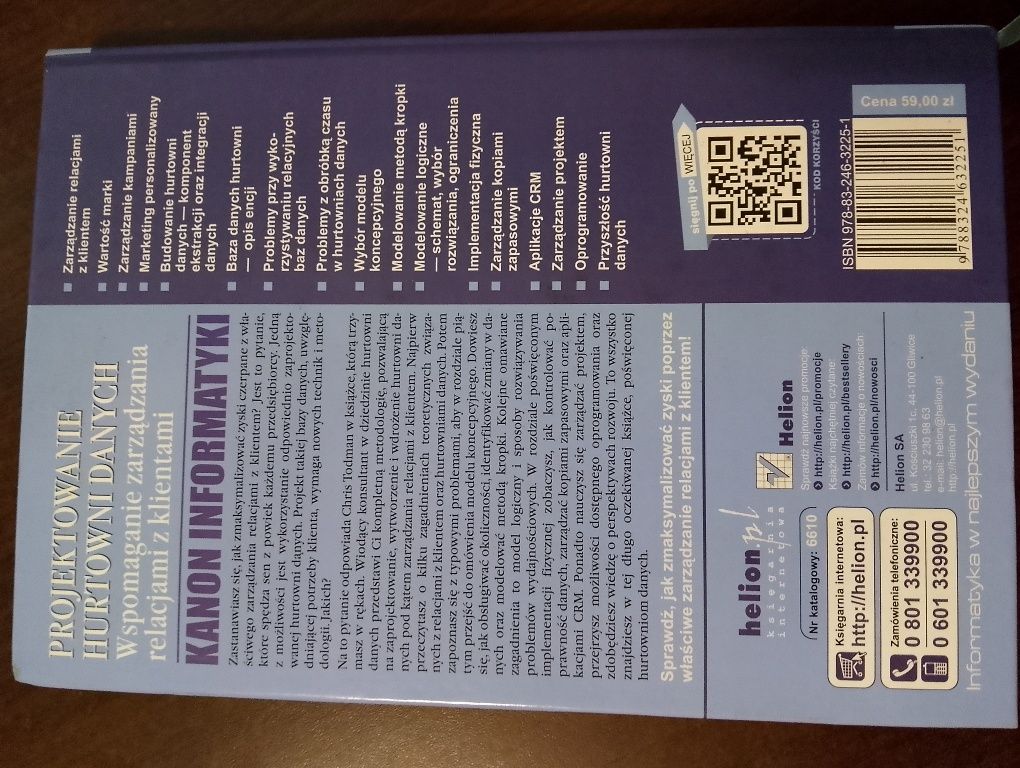 PROJEKTOWANIE
HURTOWNI DANYCH
Wspomaganie zarządzania
relacjami z klientami
KANON INFORMATYKI
Zastanawiasz się, jak zmaksymalizować zyski czerpane z wła-
ściwego zarządzania relacjami z klientem? Jest to pytanie,
które spędza sen z powiek każdemu przedsiębiorcy. Jedną
z możliwości jest wykorzystanie odpowiednio zaprojekto-
wanej hurtowni danych. Projekt takiej bazy danych, uwzglę-
dniającej potrzeby klienta, wymaga nowych technik i meto-
dologii. Jakich?
Na to pytanie odpowiada Chris Todman w książce, którą trzy-
masz w rękach. Wiodący konsultant w dziedzinie hurtowni
danych przedstawy Ci kompletną metodologię, pozwalającą
na zaprojektowanie, wytworzenie i wdrożenie hurtowni da-
nych pod kątem zarządzania relacjami z klientem. Najpierw
przeczytasz o kilku zagadnieniach teoretycznych związa-
nych z relacjami z klientem oraz hurtowniami danych. Potem
zapoznasz się z typowymi problemami, aby w rozdziale pią-
tym przejść do omówienia modelu koncepcyjnego. Dowiesz
się, jak obsługiwać okoliczności, identyfikować zmiany w da-
nych oraz modelować metodą kropki. Kolejne omawiane
zagadnienia to model logiczny i sposoby rozwiązywania
problemów wydajnościowych. W rozdziale poświęconym
implementacji fizycznej zobaczysz, jak kontrolować po-
prawność danych, zarządzać kopiami zapasowymi oraz apli-
kacjami CRM. Ponadto nauczysz się zarządzać projektem,
przejrzysz możliwości dostępnego oprogramowania oraz
zdobędziesz wiedzę o perspektywach rozwoju. To wszystko
znajdziesz w tej długo oczekiwanej książce, poświęconej
hurtowniom danych.
Sprawdź, jak zmaksymalizować zyski poprzez
właściwe zarządzanie relacjami z klientem!
Zarządzanie relacjami
z klientem
Wartość marki
Zarządzanie kampaniami
Marketing personalizowany
Budowanie hurtowni
danych — komponent
ekstrakcji oraz integracji
danych
Baza danych hurtowni
— opis encji
Problemy przy wyko-
rzystywaniu relacyjnych
baz danych
Problemy z obróbką czasu
w hurtowniach danych
Wybór modelu
koncepcyjnego
Modelowanie metodą kropki
Modelowanie logiczne
— schemat, wybór
rozwiązania, ograniczenia
Implementacja fizyczna
Zarządzanie kopiami
zapasowymi
Aplikacje CRM
Zarządzanie projektem
Oprogramowanie
Przyszłość hurtowni
danych
helion.pl
księgarnia
internetowa
Nr katalogowy: 6610
Księgarnia internetowa:
http://helion.pl
Zamówienia telefoniczne:
0 801 339900
0 601 339900
Helion
Sprawdź najnowsze promocje:
http://helion.pl/promocje
Książki najchętniej czytane:
http://helion.pl/bestsellery
Zamów informacje o nowościach:
http://helion.pl/nowosci
Helion SA
ul. Kościuszki 1c, 44-100 Gliwice
tel.: 32 230 98 63
e-mail: helion@helion.pl
http://helion.pl
Informatyka w najlepszym wydaniu
sięgnij po WIĘCEJ
KOD KORZYŚCI
Cena 59,00 zł
ISBN 978-83-246-3225-1
9788324632251